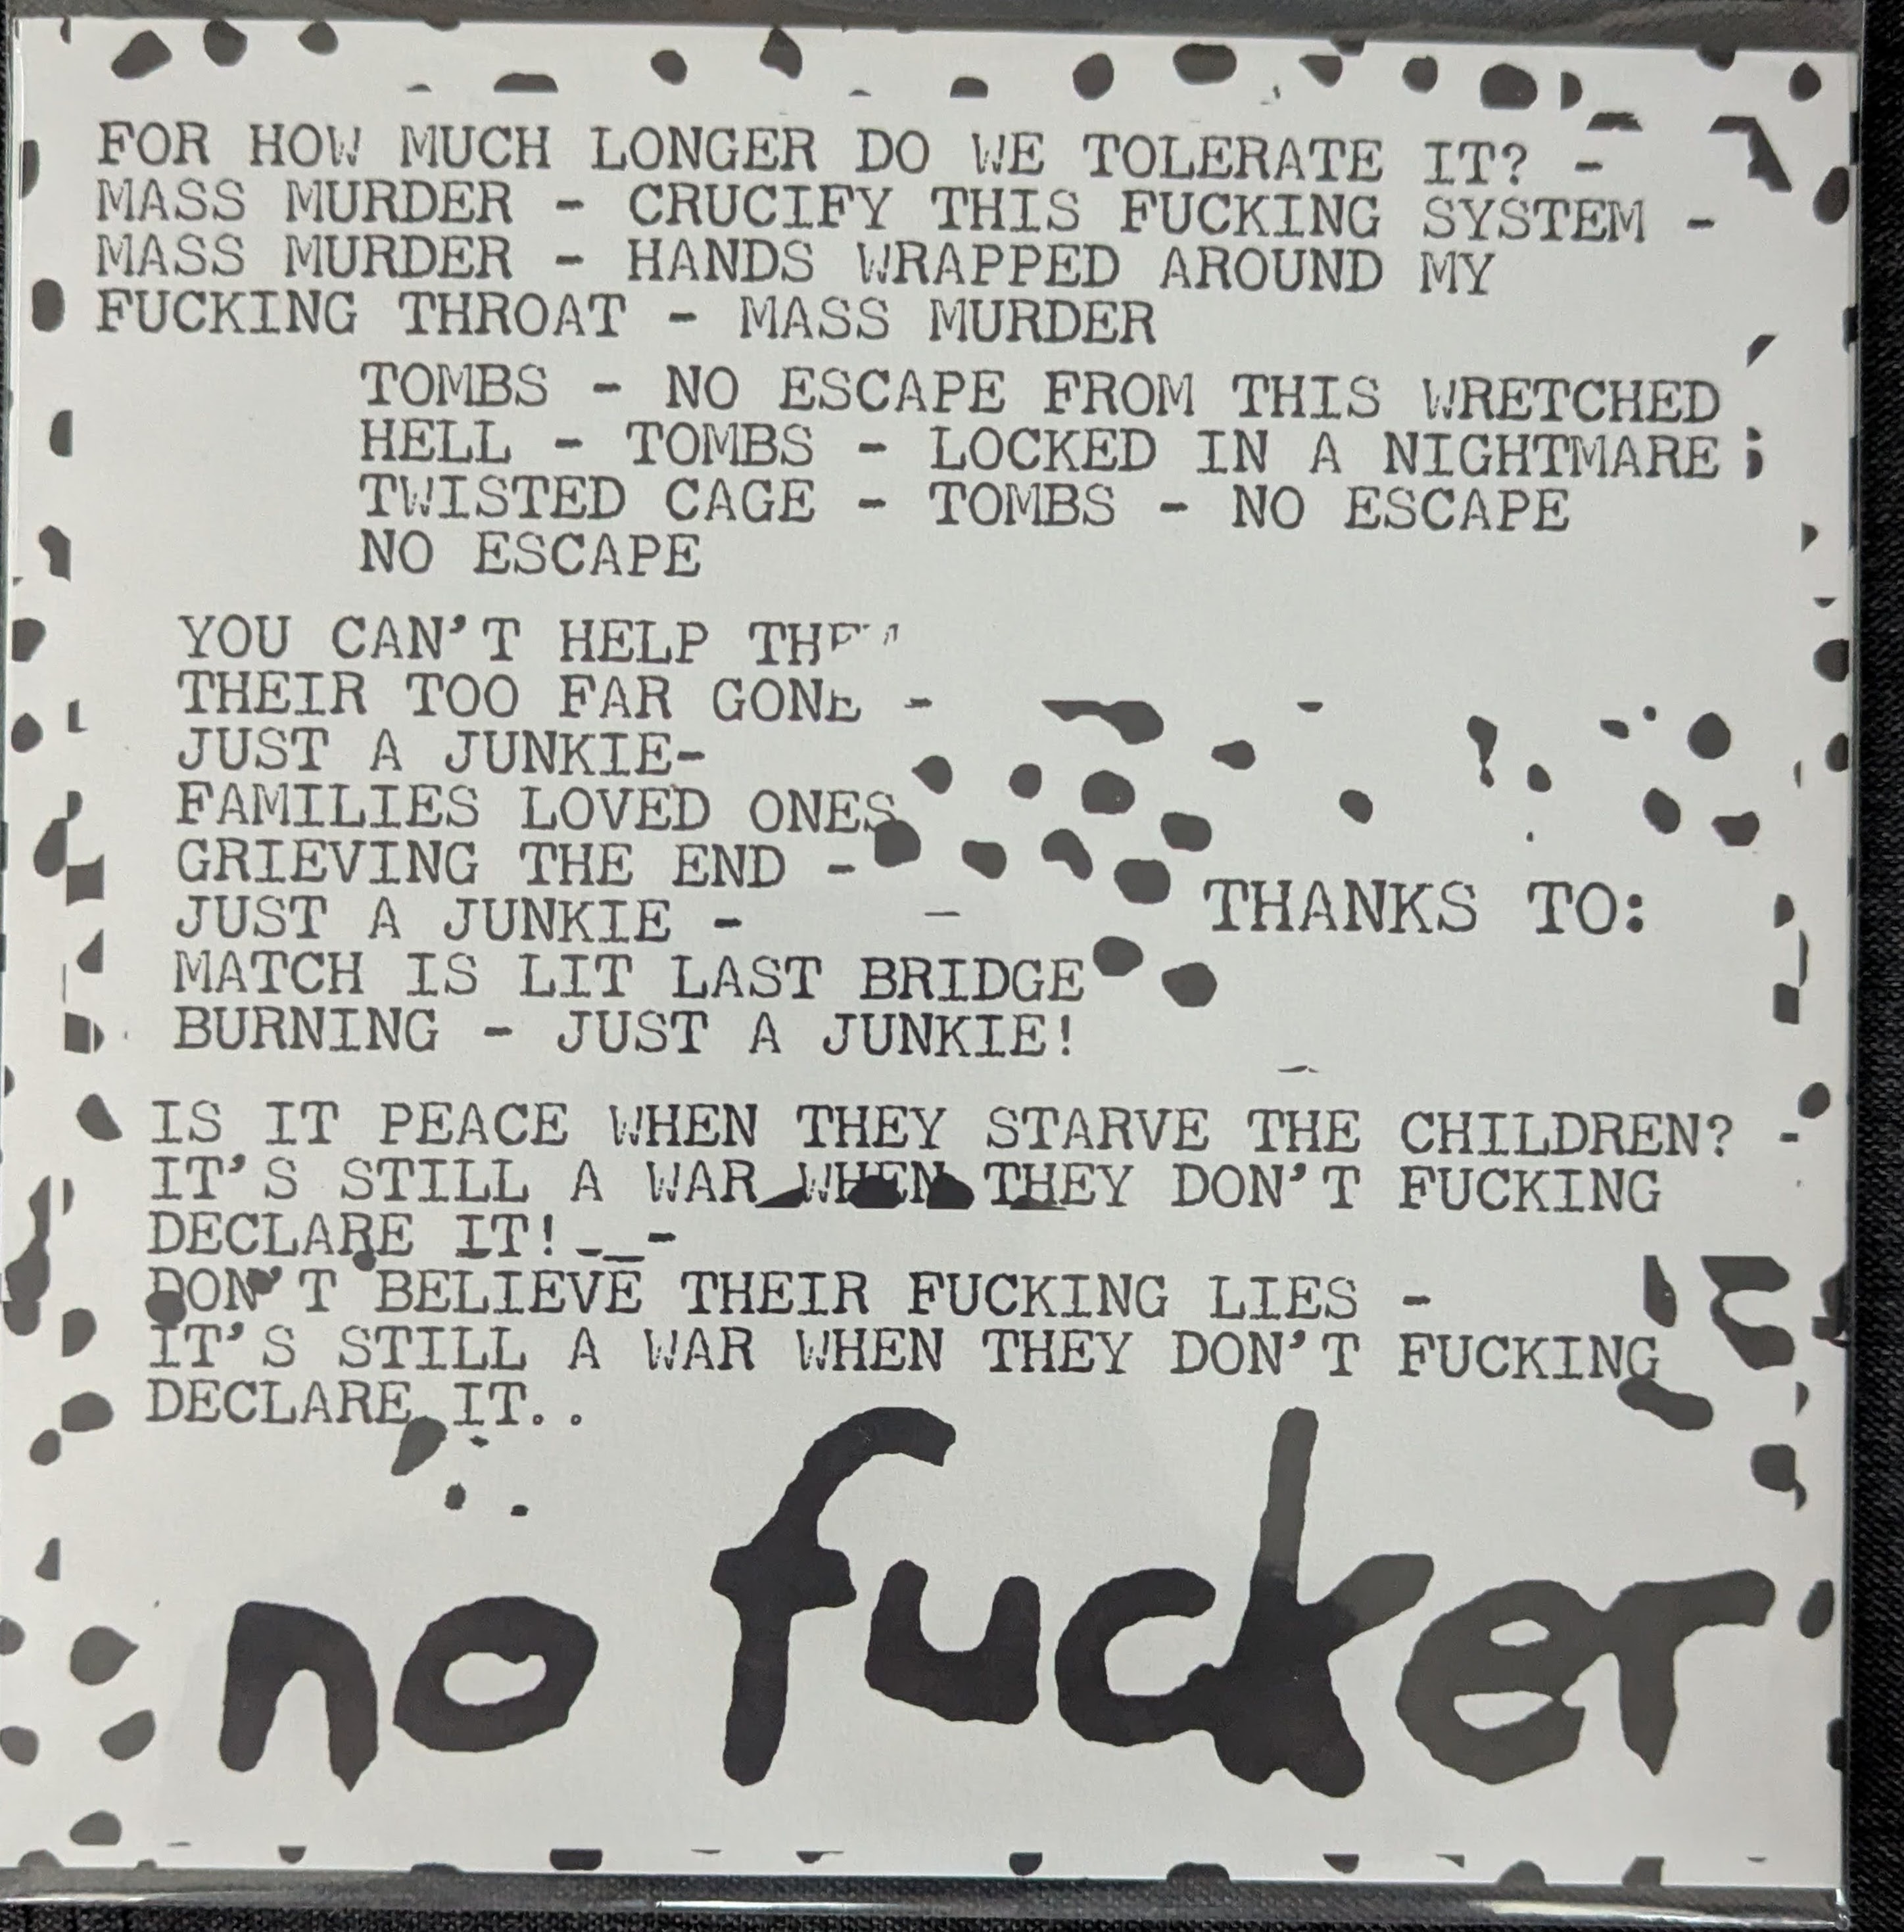 FOR HOW MUCH LONGER DO WE TOLERATE IT? -
MASS MURDER - CRUCIFY THIS FUCKING SYSTEM -
MASS MURDER - HANDS WRAPPED AROUND MY
FUCKING THROAT - MASS MURDER
TOMBS - NO ESCAPE FROM THIS WRETCHED
HELL - TOMBS - LOCKED IN A NIGHTMARE
TWISTED CAGE - TOMBS - NO ESCAPE
NO ESCAPE
YOU CAN'T HELP
THEIR TOO FAR GONE -
JUST A JUNKIE-
FAMILIES LOVED ONES
GRIEVING THE END -
JUST A JUNKIE -
MATCH IS LIT LAST BRIDGE
BURNING - JUST A JUNKIE!
THANKS TO:
IS IT PEACE WHEN THEY STARVE THE CHILDREN? -
IT'S STILL A WAR WHEN THEY DON'T FUCKING
DECLARE IT! -
DON'T BELIEVE THEIR FUCKING LIES -
IT'S STILL A WAR WHEN THEY DON'T FUCKING
DECLARE IT..
no fucker